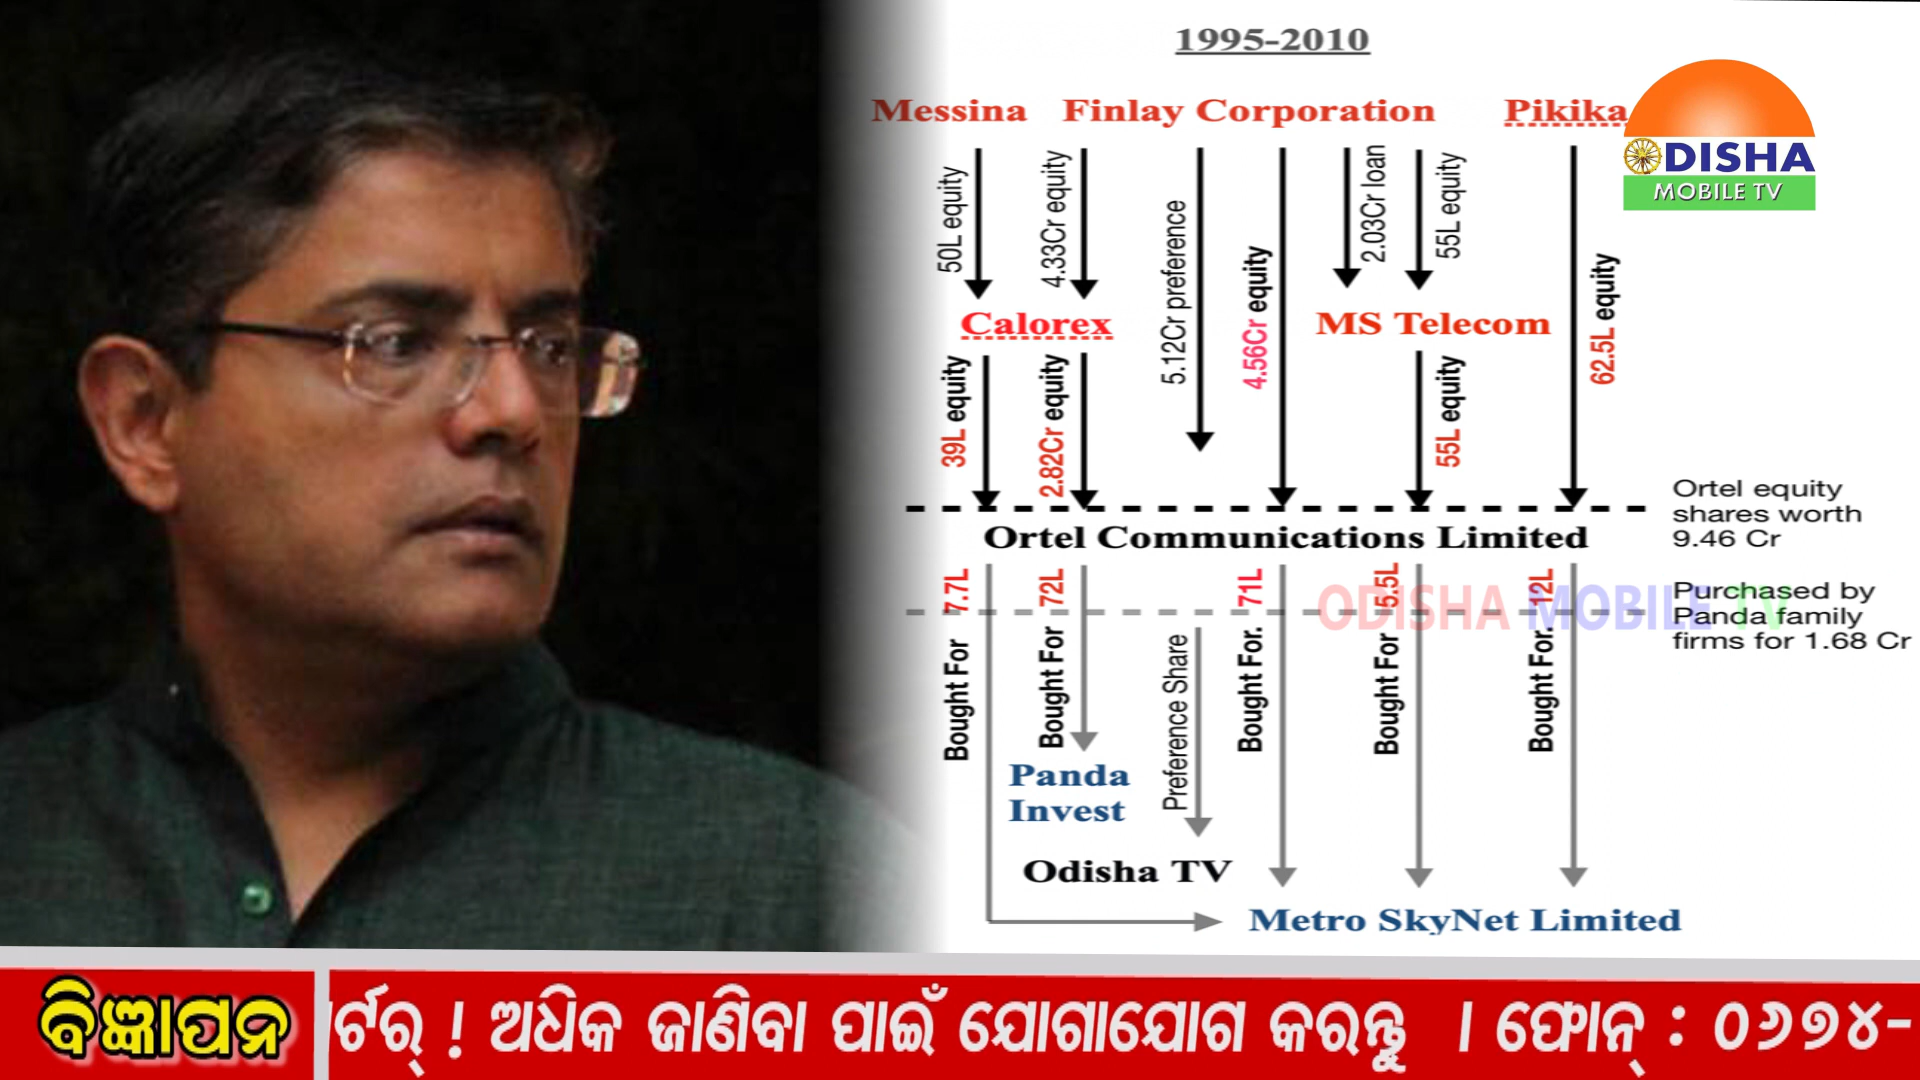 1995-2010
Messina Finlay Corporation Pikika
ODISHA
MOBILE TV
50L equity
4.33Cr equity
5.12Cr preference
4.56Cr equity
2.03Cr loan
55L equity
62.5L equity
Calorex
MS Telecom
39L equity
2.82Cr equity
55L equity
Ortel Communications Limited
Ortel equity
shares worth
9.46 Cr
Purchased by
Panda family
firms for 1.68 Cr
ODISHA MOBILE TV
Bought For 7.7L
Bought For 72L
Preference Share
Bought For. 71L
Bought For 5.5L
Bought For. 12L
Panda
Invest
Odisha TV
Metro SkyNet Limited
ବିଜ୍ଞାପନ
ର୍ଟର୍ ! ଅଧିକ ଜାଣିବା ପାଇଁ ଯୋଗାଯୋଗ କରନ୍ତୁ । ଫୋନ୍ : ୦୬୭୪-